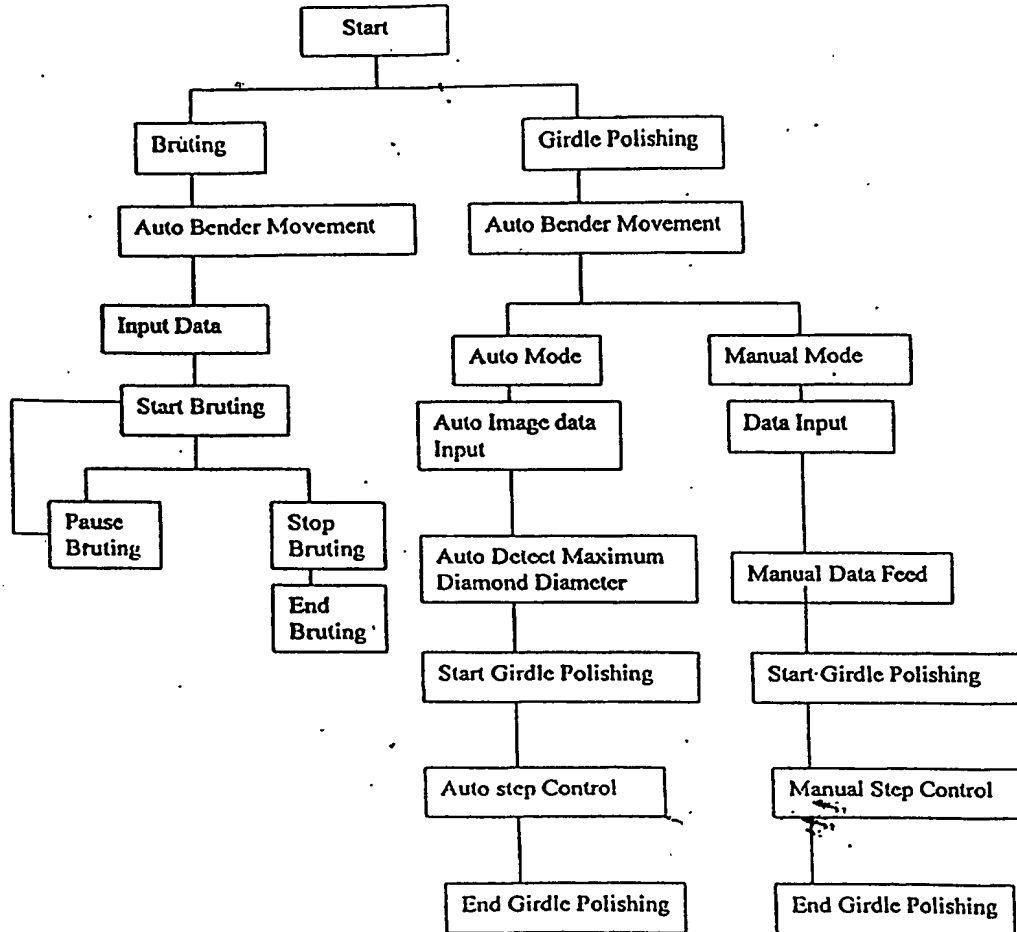 Start
Bruting
Girdle Polishing
Auto Bender Movement
Auto Bender Movement
Input Data
Auto Mode
Manual Mode
Start Bruting
Auto Image data
Input
Data Input
Pause
Bruting
Stop
Bruting
Auto Detect Maximum
Diamond Diameter
Manual Data Feed
End
Bruting
Start Girdle Polishing
Start Girdle Polishing
Auto step Control
Manual Step Control
End Girdle Polishing
End Girdle Polishing